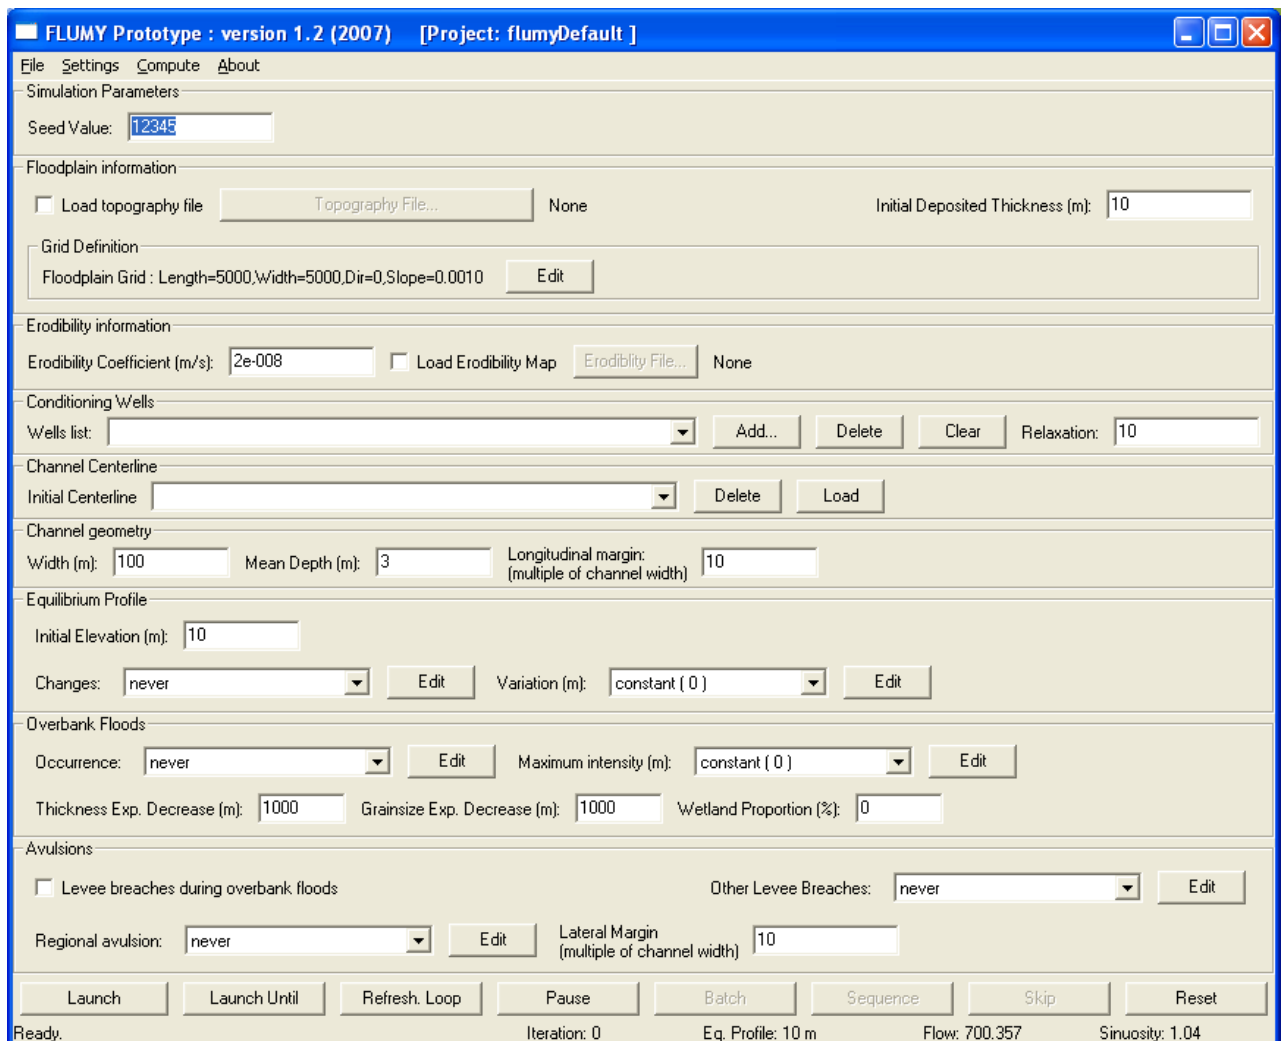 FLUMY Prototype : version 1.2 (2007) [Project: flumyDefault ]
File Settings Compute About
Simulation Parameters
Seed Value: 12345
Floodplain information
Load topography file Topography File... None Initial Deposited Thickness (m): 10
Grid Definition
Floodplain Grid : Length=5000,Width=5000,Dir=0,Slope=0.0010 Edit
Erodibility information
Erodibility Coefficient (m/s): 2e-008 Load Erodibility Map Erodiblity File... None
Conditioning Wells
Wells list: Add... Delete Clear Relaxation: 10
Channel Centerline
Initial Centerline Delete Load
Channel geometry
Width (m): 100 Mean Depth (m): 3 Longitudinal margin: 10
(multiple of channel width)
Equilibrium Profile
Initial Elevation (m): 10
Changes: never Edit Variation (m): constant ( 0 ) Edit
Overbank Floods
Occurrence: never Edit Maximum intensity (m): constant ( 0 ) Edit
Thickness Exp. Decrease (m): 1000 Grainsize Exp. Decrease (m): 1000 Wetland Proportion (%): 0
Avulsions
Levee breaches during overbank floods Other Levee Breaches: never Edit
Regional avulsion: never Edit Lateral Margin 10
(multiple of channel width)
Launch Launch Until Refresh. Loop Pause Batch Sequence Skip Reset
Ready. Iteration: 0 Eq. Profile: 10 m Flow: 700.357 Sinuosity: 1.04